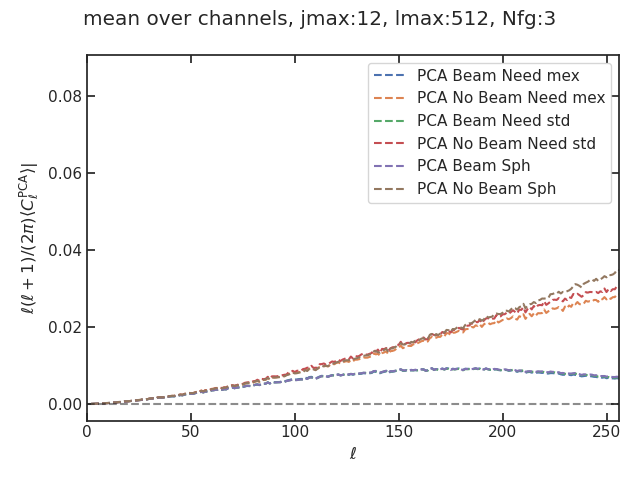 mean over channels, jmax:12, lmax:512, Nfg:3
PCA Beam Need mex
PCA No Beam Need mex
PCA Beam Need std
PCA No Beam Need std
PCA Beam Sph
PCA No Beam Sph
ℓ(ℓ + 1)/(2π)⟨C_ℓ^PCA⟩|
0.08
0.06
0.04
0.02
0.00
0 50 100 150 200 250
ℓ